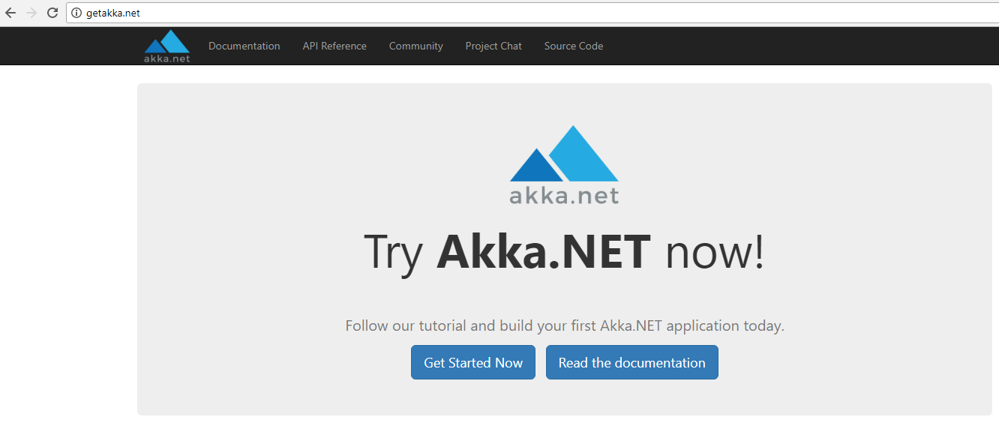 getakka.net
akka.net Documentation API Reference Community Project Chat Source Code
akka.net
Try Akka.NET now!
Follow our tutorial and build your first Akka.NET application today.
Get Started Now Read the documentation